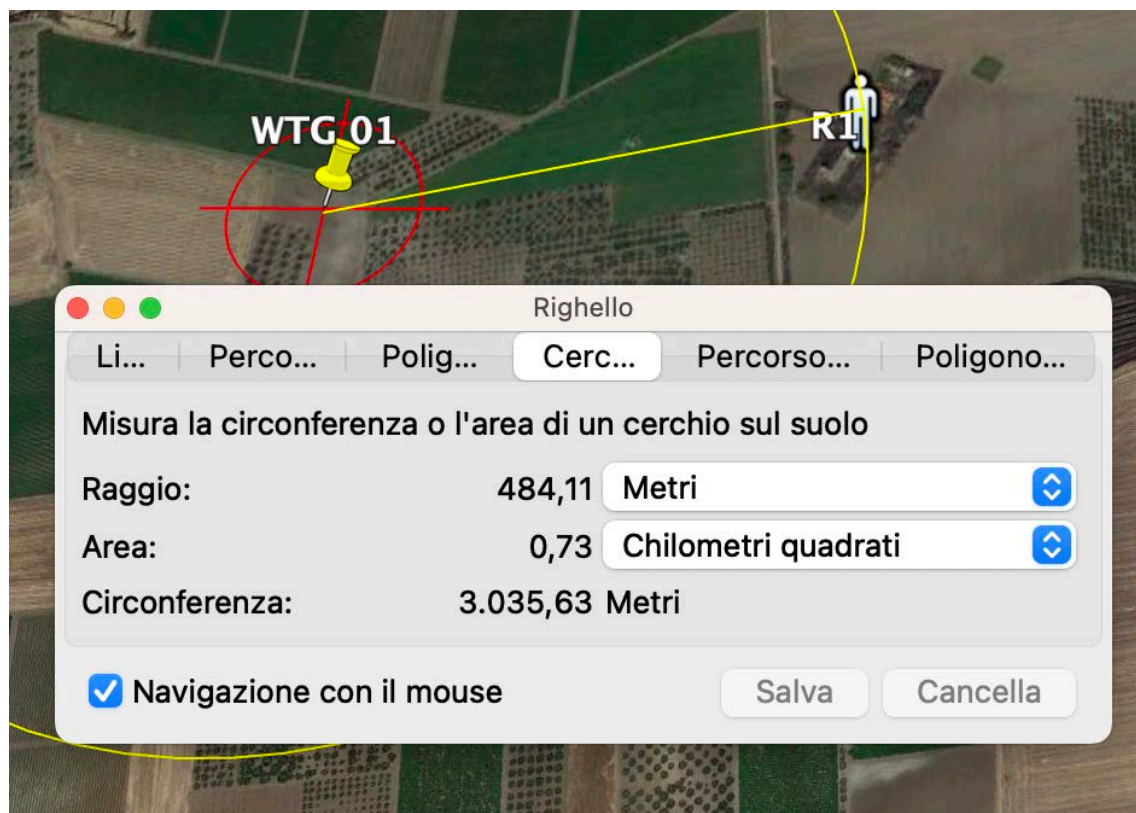 WTG 01
R1
Righello
Li... Perco... Polig... Cerc... Percorso... Poligono...
Misura la circonferenza o l'area di un cerchio sul suolo
Raggio: 484,11 Metri
Area: 0,73 Chilometri quadrati
Circonferenza: 3.035,63 Metri
Navigazione con il mouse Salva Cancella